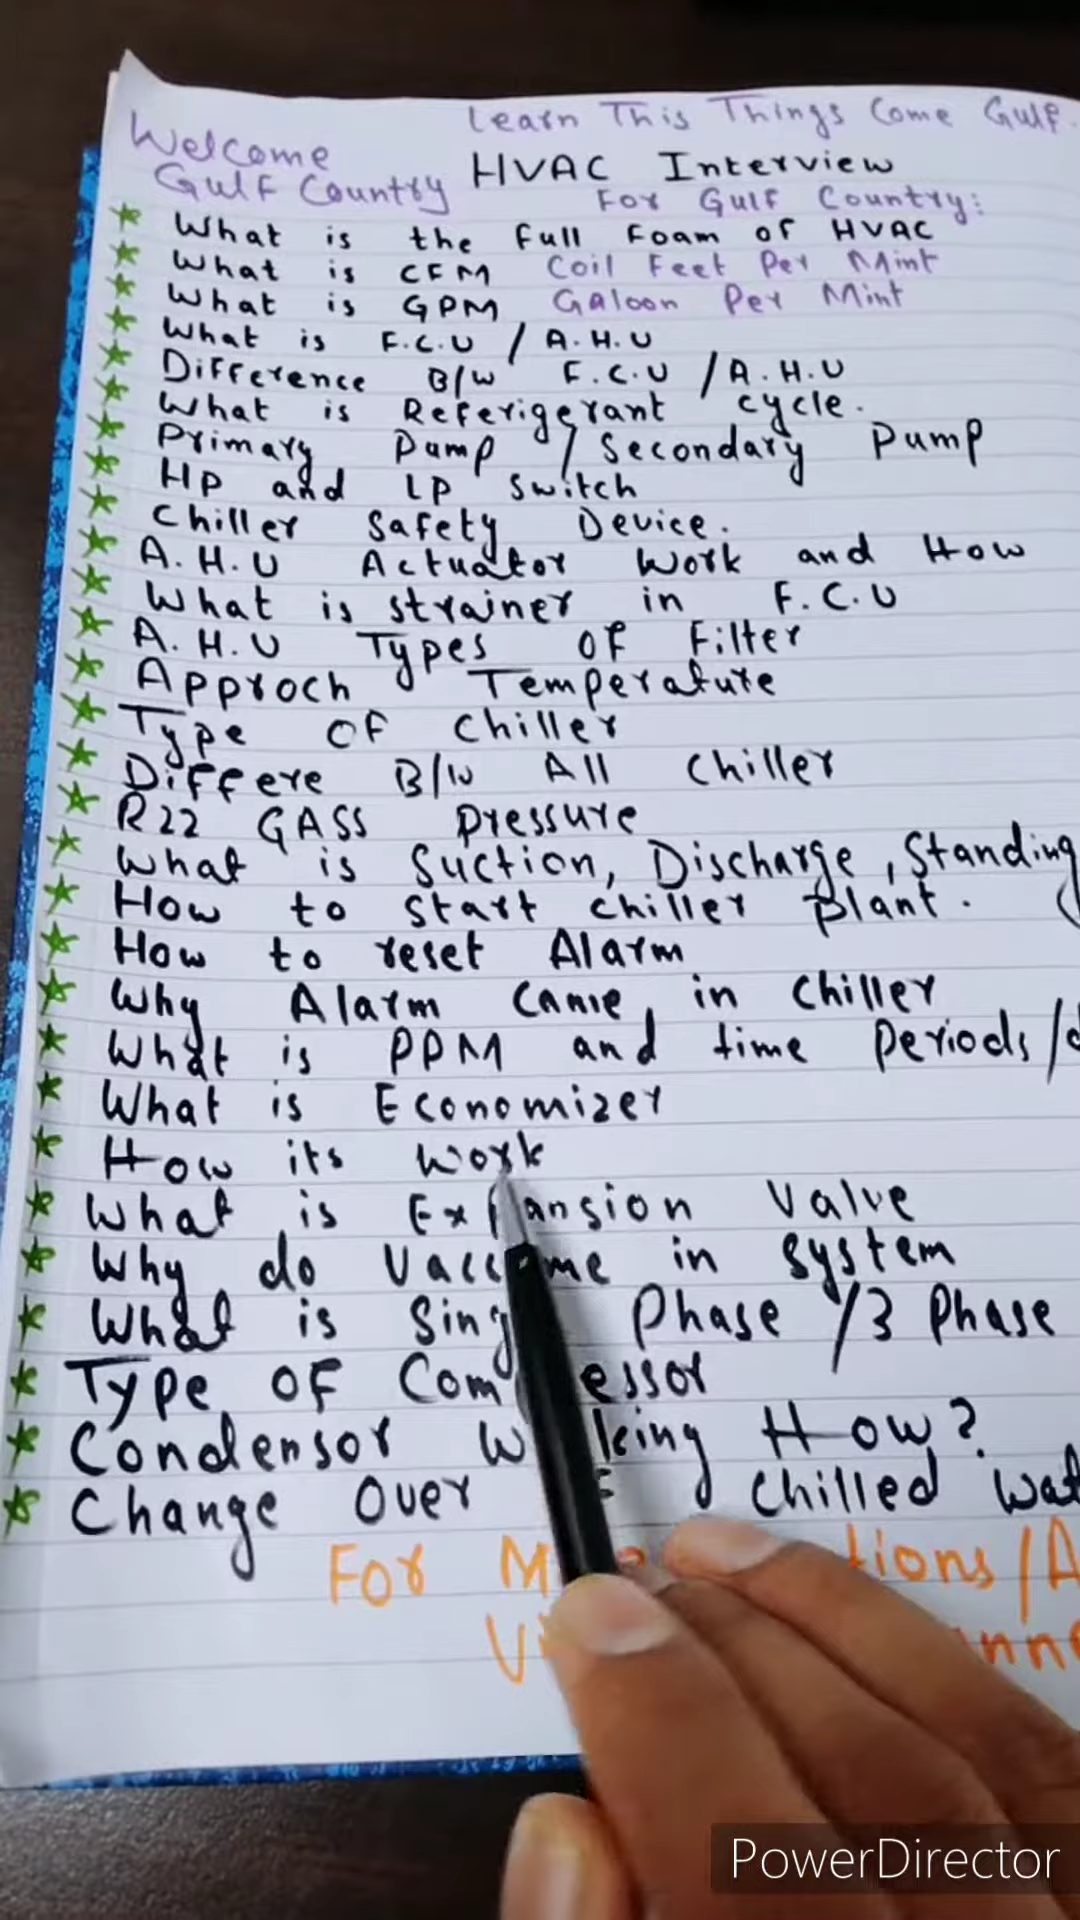 Learn This Things Come Gulf.
Welcome
Gulf Country
HVAC Interview
For Gulf Country:
What is the Full Foam of HVAC
What is CFM Coil Feet Per Mint
What is GPM Galoon Per Mint
What is F.C.U / A.H.U
Difference B/W F.C.U / A.H.U
What is Referigerant cycle.
Primary Pump / Secondary Pump
HP and LP Switch
Chiller Safety Device.
A.H.U Actuator Work and How
What is strainer in F.C.U
A.H.U Types OF Filter
Approch Temperature
Type OF Chiller
Differe B/W All Chiller
R22 GASS Pressure
What is Suction, Discharge, Standing
How to start chiller plant.
How to reset Alarm
Why Alarm Came in Chiller
What is PPM and time Periods/
What is Economizer
How its work
What is Expansion Valve
Why do in system
What is Phase /3 Phase
Type OF
Condensor How?
Change Over Chilled
For
PowerDirector